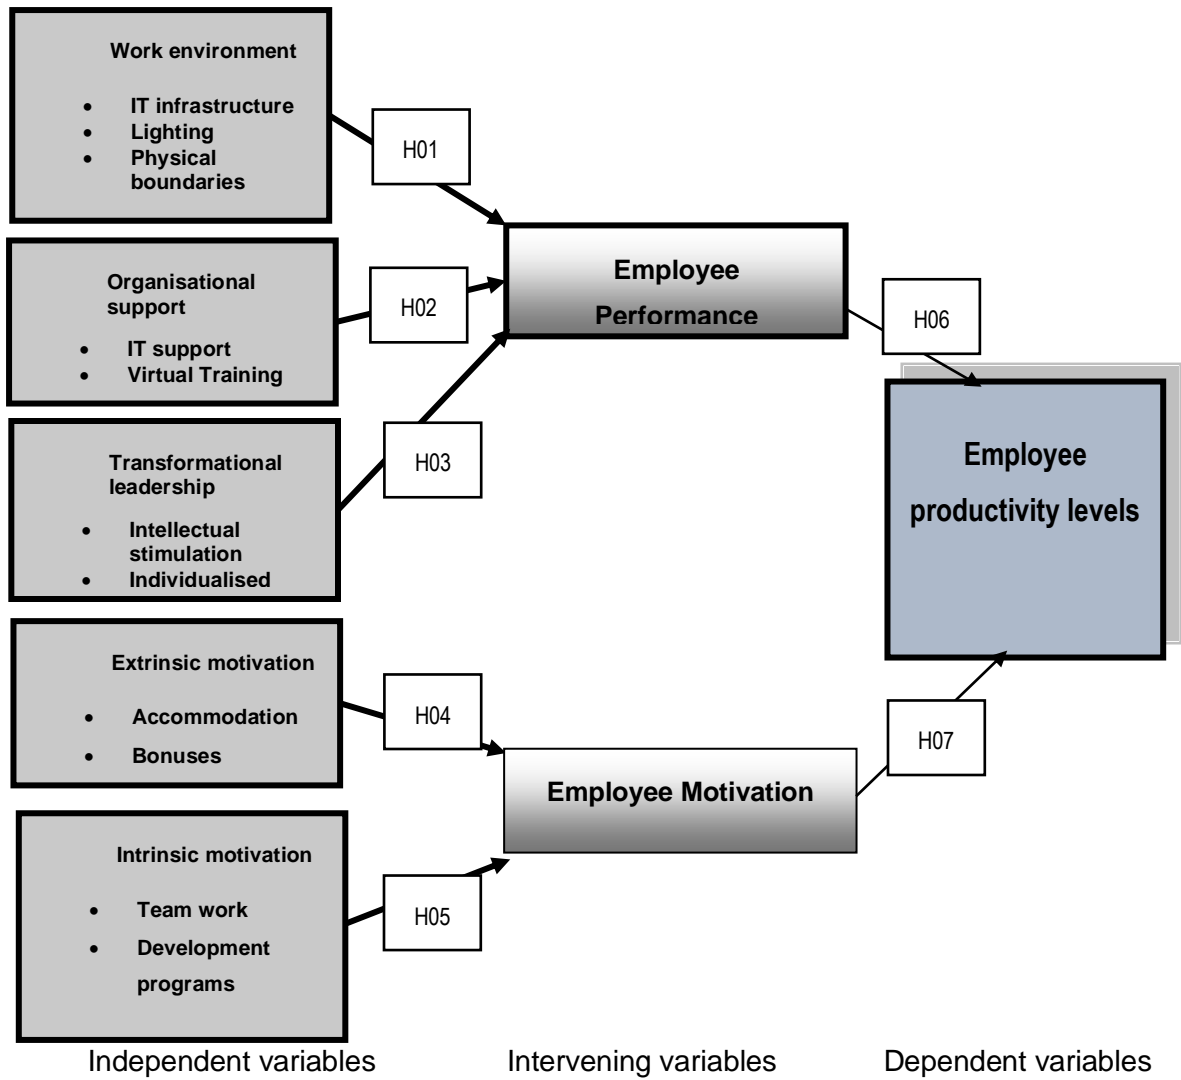 Work environment
• IT infrastructure
• Lighting
• Physical
boundaries
H01
Organisational
support
• IT support
• Virtual Training
H02
Transformational
leadership
• Intellectual
stimulation
• Individualised
H03
Extrinsic motivation
• Accommodation
• Bonuses
H04
Intrinsic motivation
• Team work
• Development
programs
H05
Employee
Performance
Employee Motivation
H06
H07
Employee
productivity levels
Independent variables
Intervening variables
Dependent variables